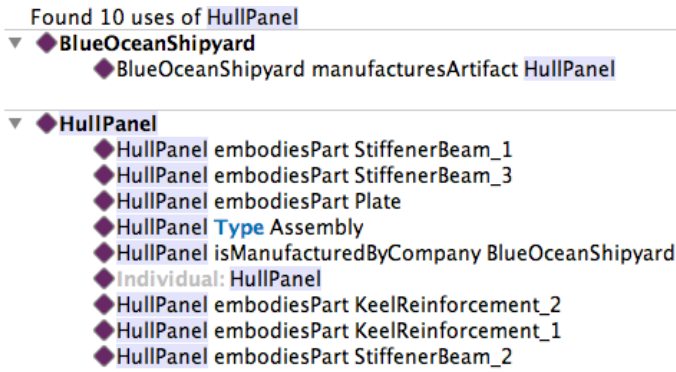 Found 10 uses of HullPanel
BlueOceanShipyard
BlueOceanShipyard manufacturesArtifact HullPanel
HullPanel
HullPanel embodiesPart StiffenerBeam_1
HullPanel embodiesPart StiffenerBeam_3
HullPanel embodiesPart Plate
HullPanel Type Assembly
HullPanel isManufacturedByCompany BlueOceanShipyard
Individual: HullPanel
HullPanel embodiesPart KeelReinforcement_2
HullPanel embodiesPart KeelReinforcement_1
HullPanel embodiesPart StiffenerBeam_2